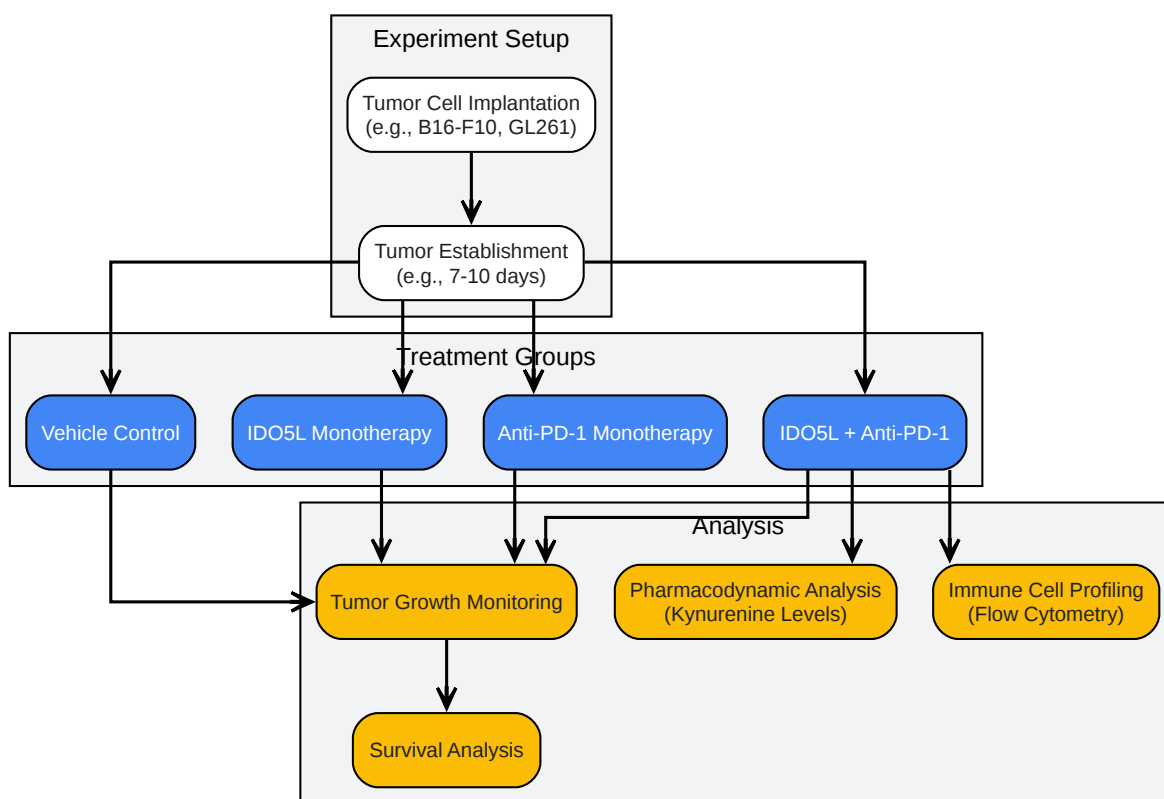 Experiment Setup
Tumor Cell Implantation
(e.g., B16-F10, GL261)
Tumor Establishment
(e.g., 7-10 days)
Treatment Groups
Vehicle Control
IDO5L Monotherapy
Anti-PD-1 Monotherapy
IDO5L + Anti-PD-1
Analysis
Tumor Growth Monitoring
Pharmacodynamic Analysis
(Kynurenine Levels)
Immune Cell Profiling
(Flow Cytometry)
Survival Analysis